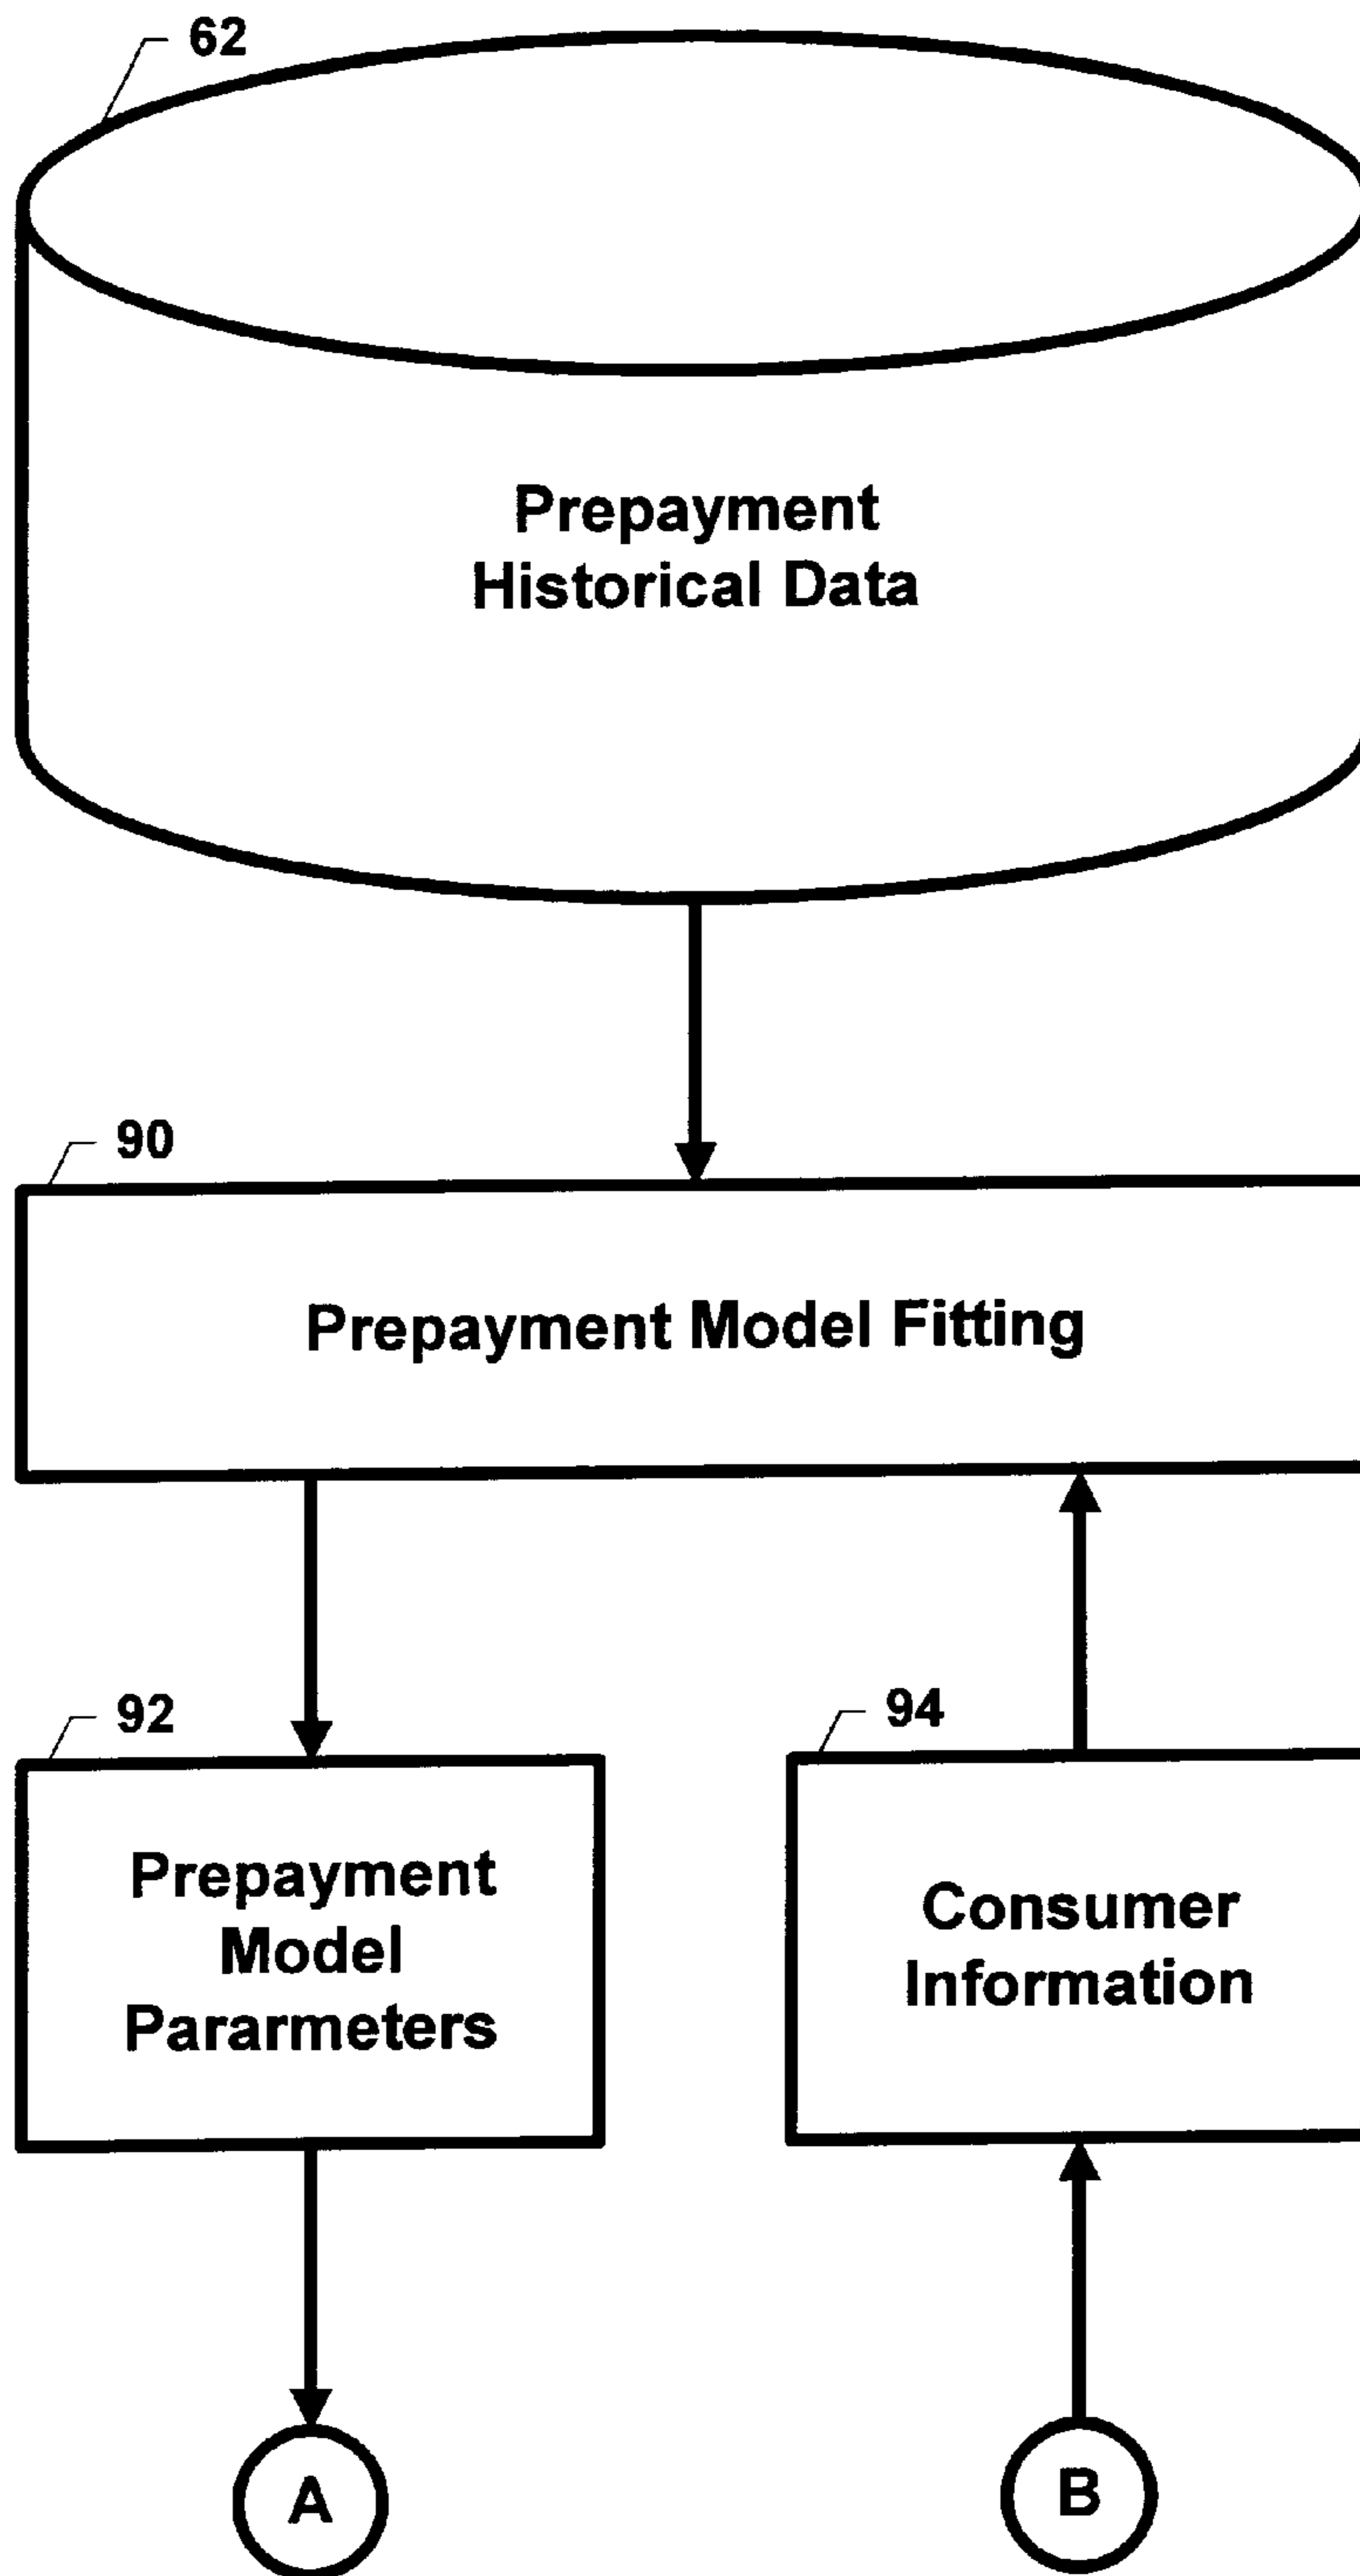 62
Prepayment
Historical Data
90
Prepayment Model Fitting
92
94
Prepayment
Model
Pararmeters
Consumer
Information
A
B